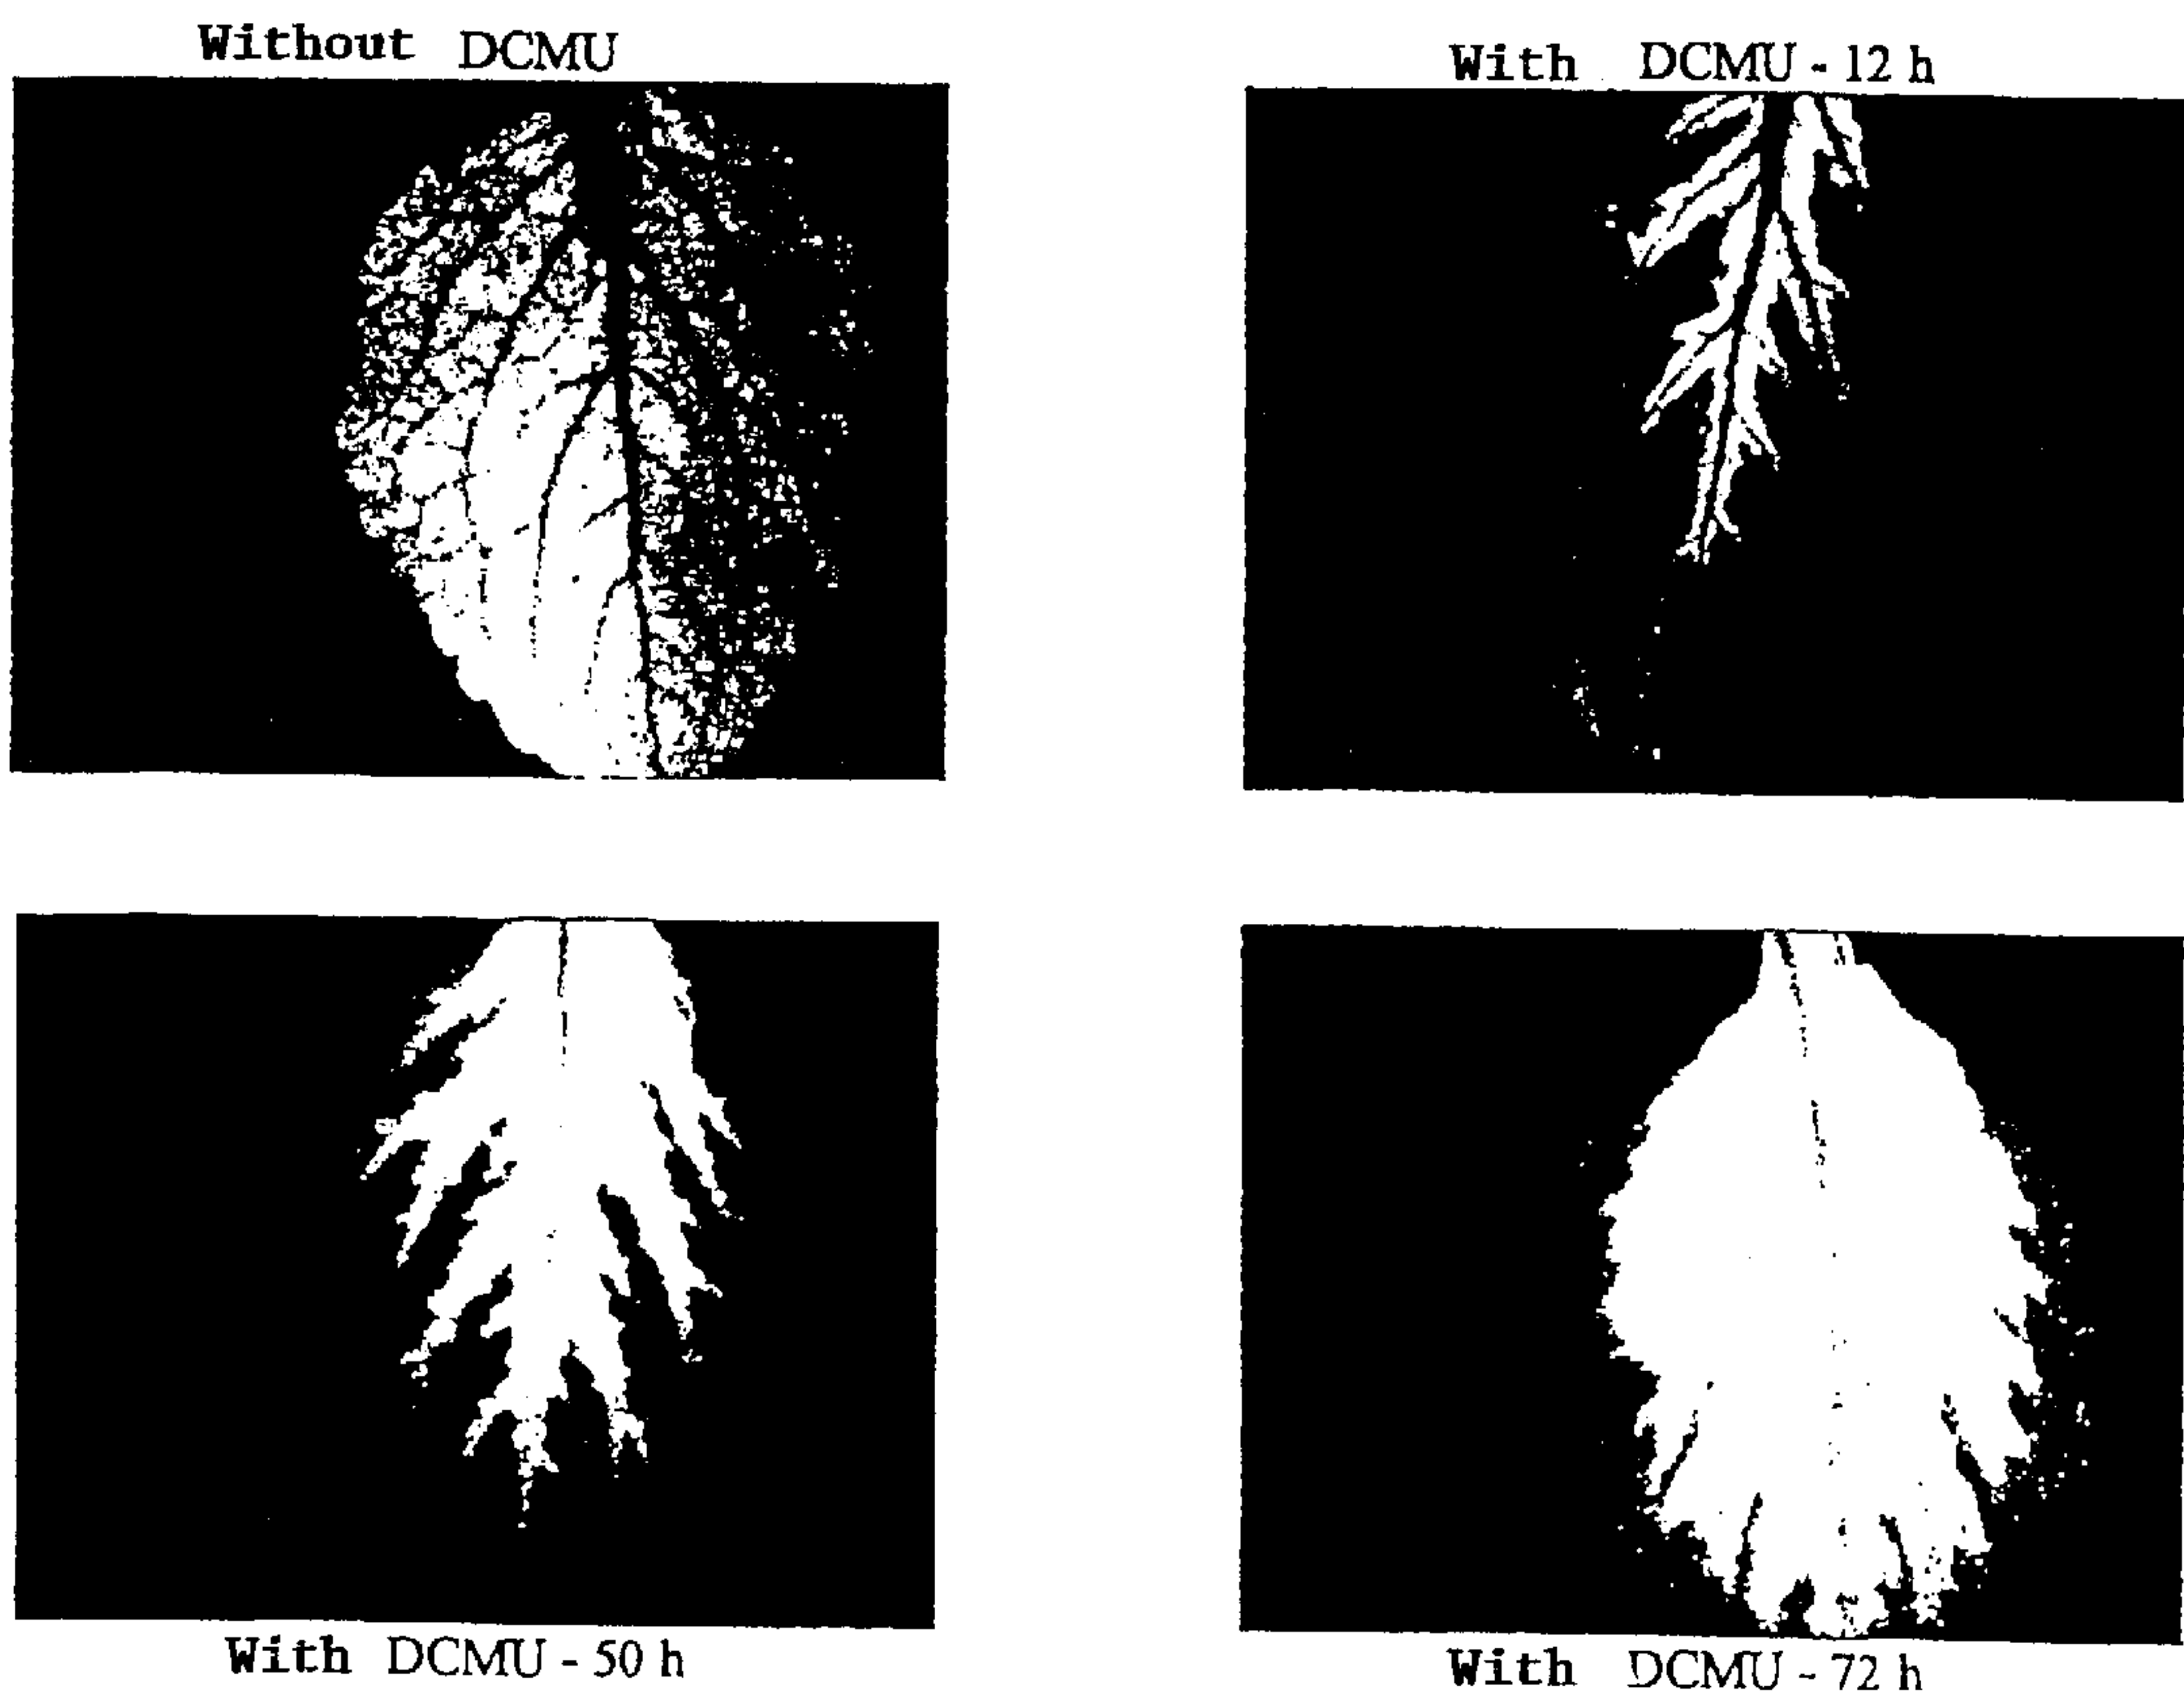 Without DCMU
With DCMU - 12 h
With DCMU - 50 h
With DCMU - 72 h